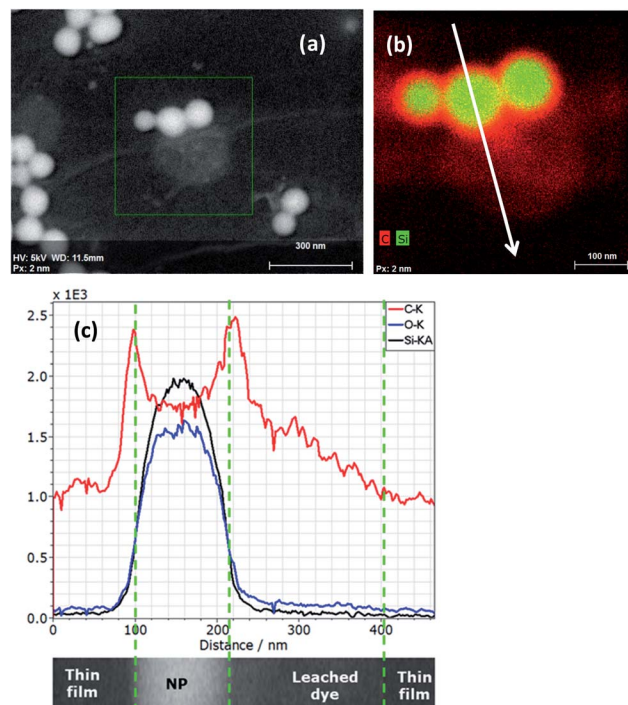 (a)
HV: 5kV WD: 11.5mm
Px: 2 nm
300 nm
(b)
C Si
Px: 2 nm
100 nm
x 1E3
(c)
C-K
O-K
Si-KA
2.5
2.0
1.5
1.0
0.5
0.0
0 100 200 300 400
Distance / nm
Thin film
NP
Leached dye
Thin film